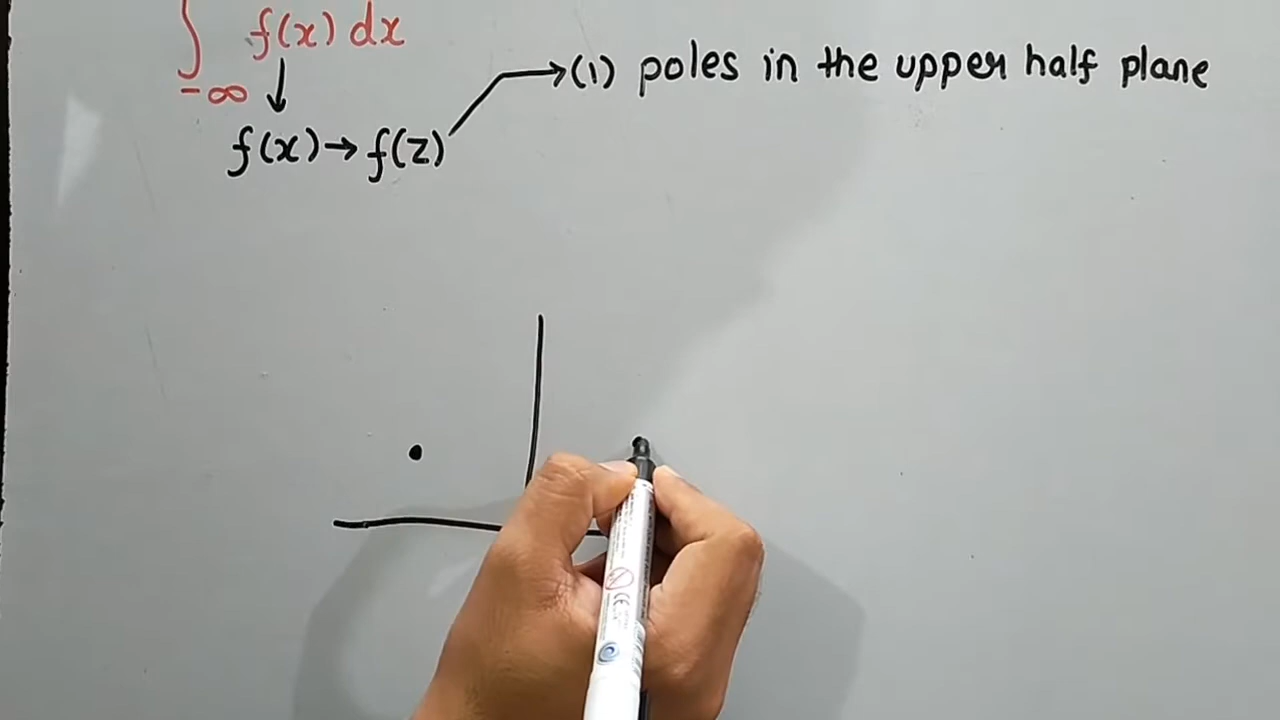 ∫ f(x) dx
-∞
(1) poles in the upper half plane
f(x) → f(z)